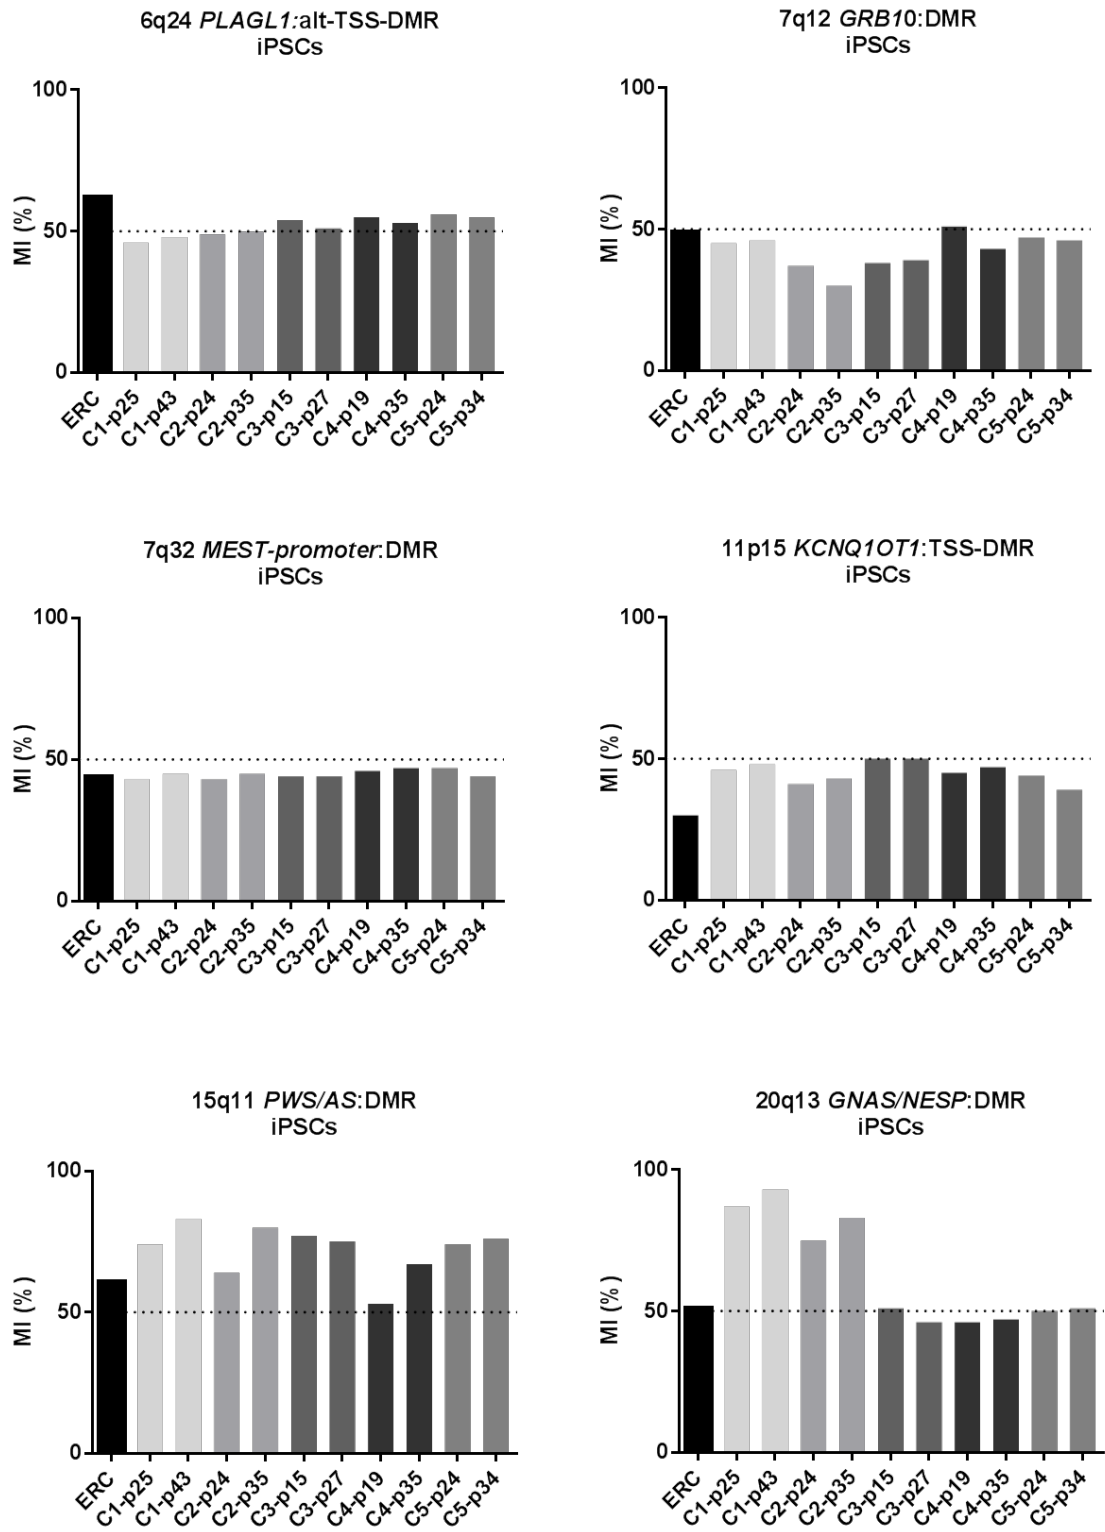 6q24 PLAGL1:alt-TSS-DMR
iPSCs
100
50
0
MI (%)
ERC
C1-p25
C1-p43
C2-p24
C2-p35
C3-p15
C3-p27
C4-p19
C4-p35
C5-p24
C5-p34
7q12 GRB10:DMR
iPSCs
100
50
0
MI (%)
ERC
C1-p25
C1-p43
C2-p24
C2-p35
C3-p15
C3-p27
C4-p19
C4-p35
C5-p24
C5-p34
7q32 MEST-promoter:DMR
iPSCs
100
50
0
MI (%)
ERC
C1-p25
C1-p43
C2-p24
C2-p35
C3-p15
C3-p27
C4-p19
C4-p35
C5-p24
C5-p34
11p15 KCNQ1OT1:TSS-DMR
iPSCs
100
50
0
MI (%)
ERC
C1-p25
C1-p43
C2-p24
C2-p35
C3-p15
C3-p27
C4-p19
C4-p35
C5-p24
C5-p34
15q11 PWS/AS:DMR
iPSCs
100
50
0
MI (%)
ERC
C1-p25
C1-p43
C2-p24
C2-p35
C3-p15
C3-p27
C4-p19
C4-p35
C5-p24
C5-p34
20q13 GNAS/NESP:DMR
iPSCs
100
50
0
MI (%)
ERC
C1-p25
C1-p43
C2-p24
C2-p35
C3-p15
C3-p27
C4-p19
C4-p35
C5-p24
C5-p34